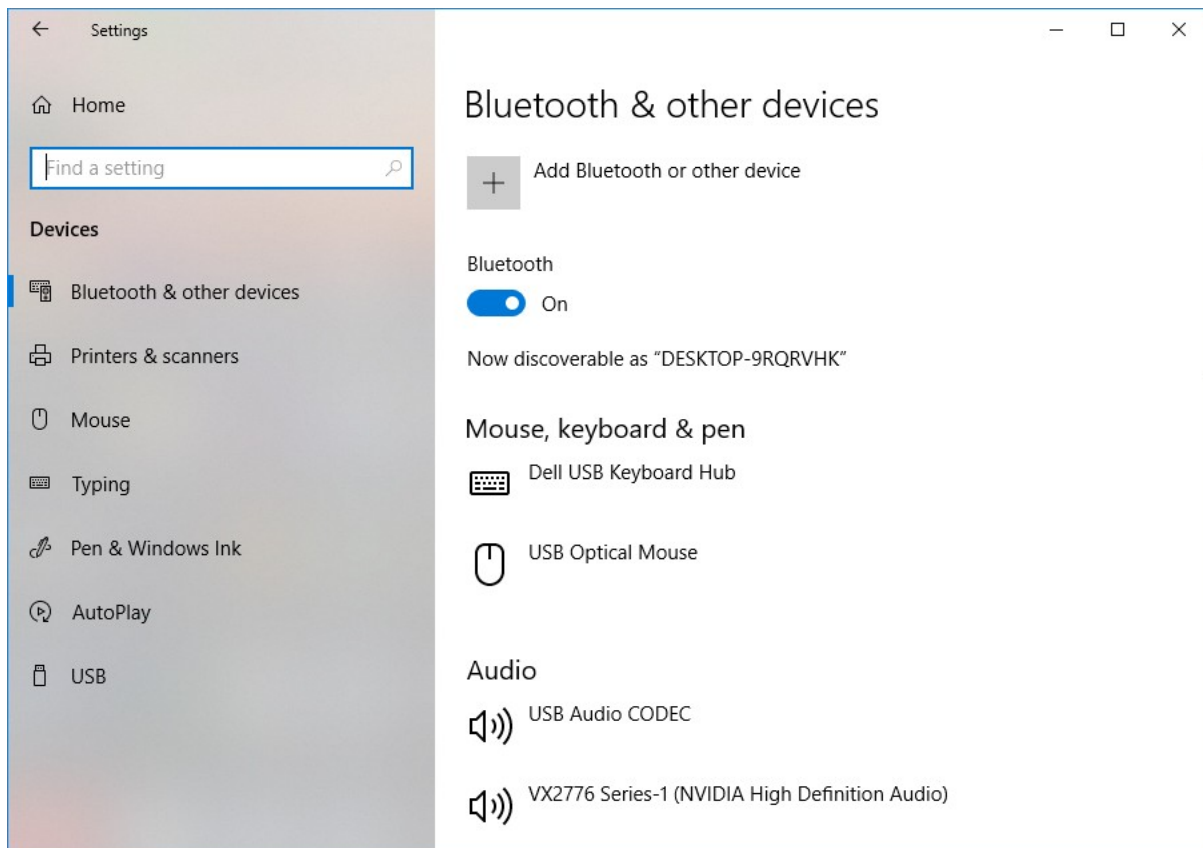 Settings
Home
Find a setting
Devices
Bluetooth & other devices
Printers & scanners
Mouse
Typing
Pen & Windows Ink
AutoPlay
USB
Bluetooth & other devices
Add Bluetooth or other device
Bluetooth
On
Now discoverable as “DESKTOP-9RQRVHK”
Mouse, keyboard & pen
Dell USB Keyboard Hub
USB Optical Mouse
Audio
USB Audio CODEC
VX2776 Series-1 (NVIDIA High Definition Audio)